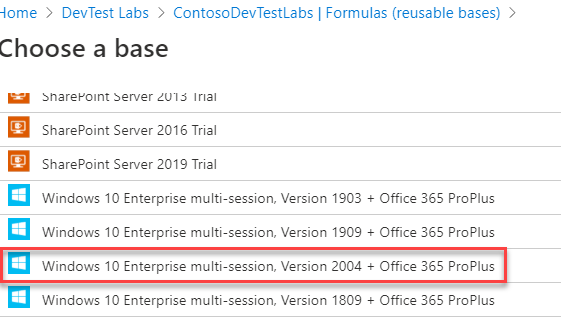 Home > DevTest Labs > ContosoDevTestLabs | Formulas (reusable bases) >
Choose a base
SharePoint Server 2013 Trial
SharePoint Server 2016 Trial
SharePoint Server 2019 Trial
Windows 10 Enterprise multi-session, Version 1903 + Office 365 ProPlus
Windows 10 Enterprise multi-session, Version 1909 + Office 365 ProPlus
Windows 10 Enterprise multi-session, Version 2004 + Office 365 ProPlus
Windows 10 Enterprise multi-session, Version 1809 + Office 365 ProPlus